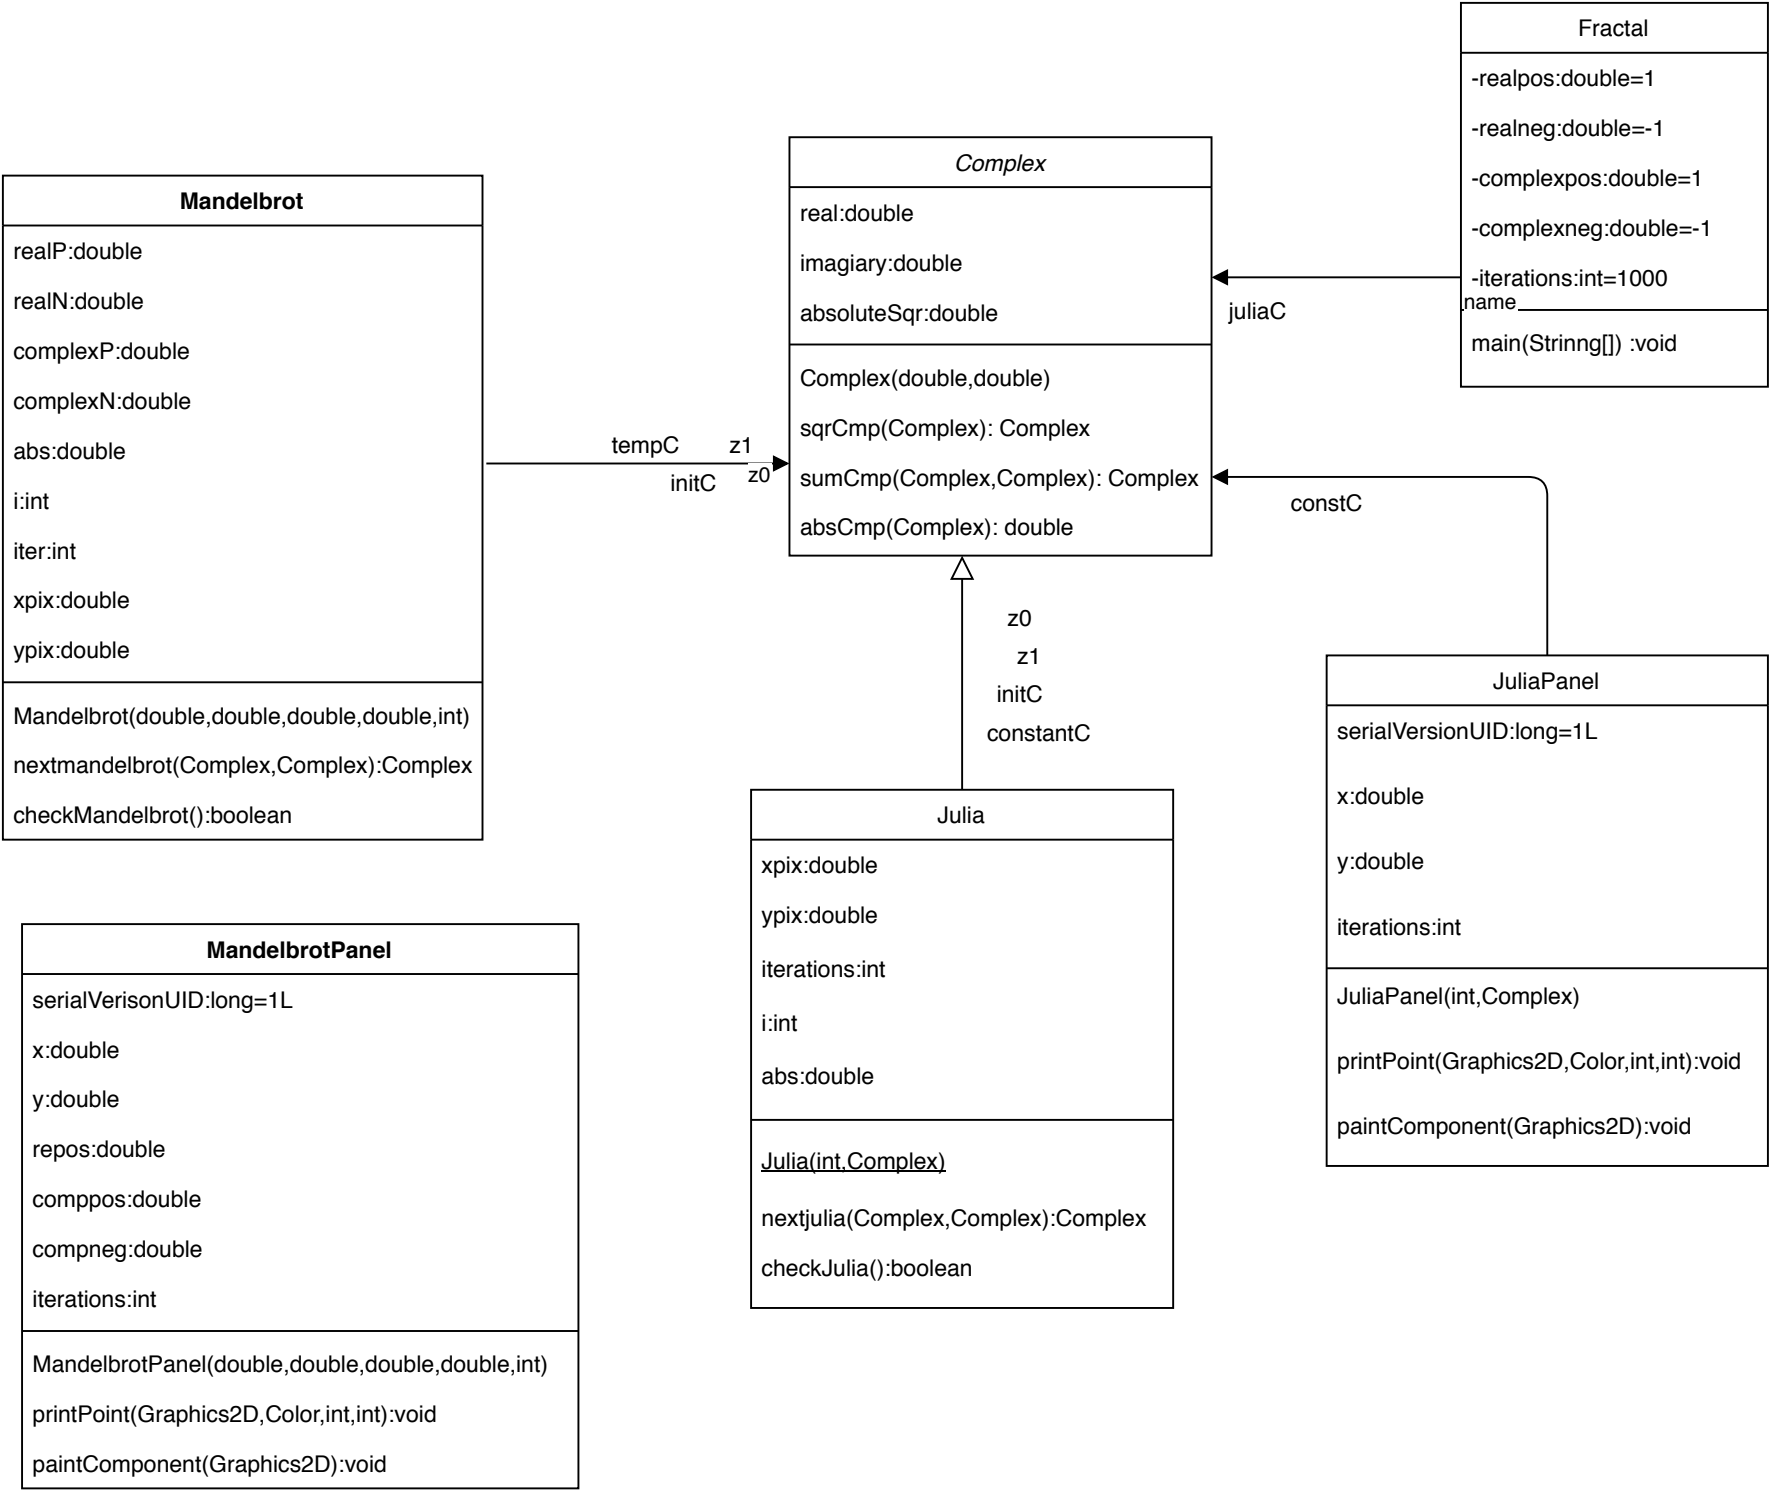 Fractal
-realpos:double=1
-realneg:double=-1
-complexpos:double=1
-complexneg:double=-1
-iterations:int=1000
name
main(Strinng[]) :void
Complex
real:double
imagiary:double
absoluteSqr:double
Complex(double,double)
sqrCmp(Complex): Complex
sumCmp(Complex,Complex): Complex
absCmp(Complex): double
juliaC
Mandelbrot
realP:double
realN:double
complexP:double
complexN:double
abs:double
i:int
iter:int
xpix:double
ypix:double
Mandelbrot(double,double,double,double,int)
nextmandelbrot(Complex,Complex):Complex
checkMandelbrot():boolean
tempC z1
initC z0
constC
z0
z1
initC
constantC
JuliaPanel
serialVersionUID:long=1L
x:double
y:double
iterations:int
JuliaPanel(int,Complex)
printPoint(Graphics2D,Color,int,int):void
paintComponent(Graphics2D):void
Julia
xpix:double
ypix:double
iterations:int
i:int
abs:double
Julia(int,Complex)
nextjulia(Complex,Complex):Complex
checkJulia():boolean
MandelbrotPanel
serialVerisonUID:long=1L
x:double
y:double
repos:double
comppos:double
compneg:double
iterations:int
MandelbrotPanel(double,double,double,double,int)
printPoint(Graphics2D,Color,int,int):void
paintComponent(Graphics2D):void